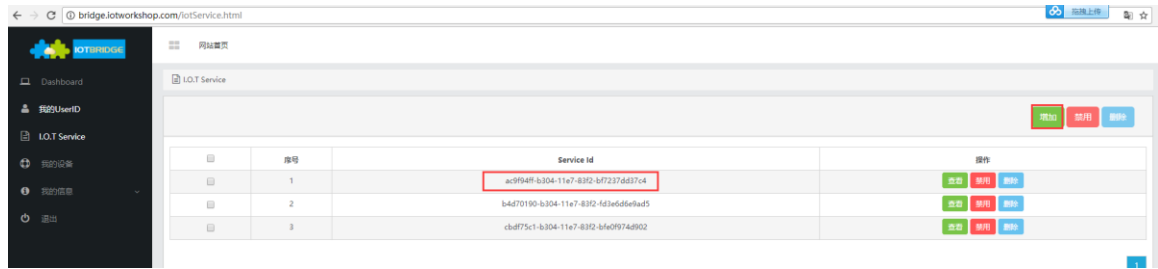 bridge.iotworkshop.com/iotService.html
拖拽上传
IOTBRIDGE
网站首页
Dashboard
I.O.T Service
我的UserID
增加 禁用 删除
I.O.T Service
序号 Service Id 操作
我的设备
1 ac9f94ff-b304-11e7-83f2-bf7237dd37c4 查看 禁用 删除
我的信息
2 b4d70190-b304-11e7-83f2-fd3e6d6e9ad5 查看 禁用 删除
退出
3 cbdf75c1-b304-11e7-83f2-bfe0f974d902 查看 禁用 删除
1